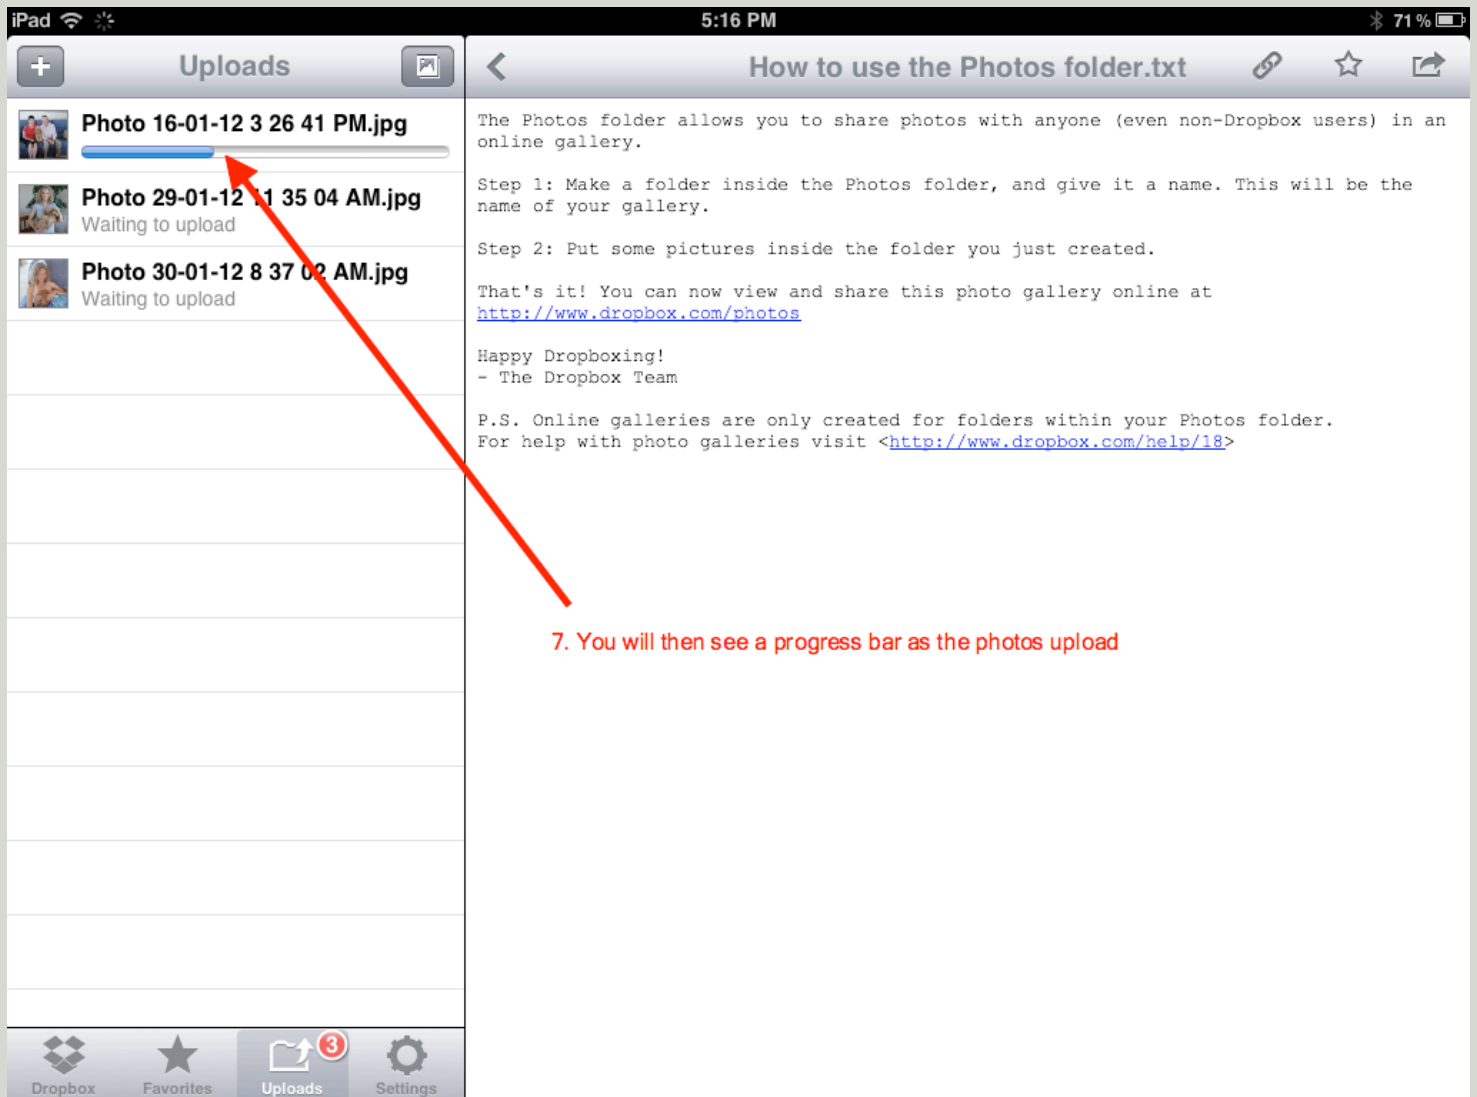 iPad 5:16 PM 71%
Uploads
How to use the Photos folder.txt
Photo 16-01-12 3 26 41 PM.jpg
Photo 29-01-12 11 35 04 AM.jpg
Waiting to upload
Photo 30-01-12 8 37 02 AM.jpg
Waiting to upload
The Photos folder allows you to share photos with anyone (even non-Dropbox users) in an
online gallery.
Step 1: Make a folder inside the Photos folder, and give it a name. This will be the
name of your gallery.
Step 2: Put some pictures inside the folder you just created.
That's it! You can now view and share this photo gallery online at
http://www.dropbox.com/photos
Happy Dropboxing!
- The Dropbox Team
P.S. Online galleries are only created for folders within your Photos folder.
For help with photo galleries visit <http://www.dropbox.com/help/18>
7. You will then see a progress bar as the photos upload
3
Dropbox Favorites Uploads Settings